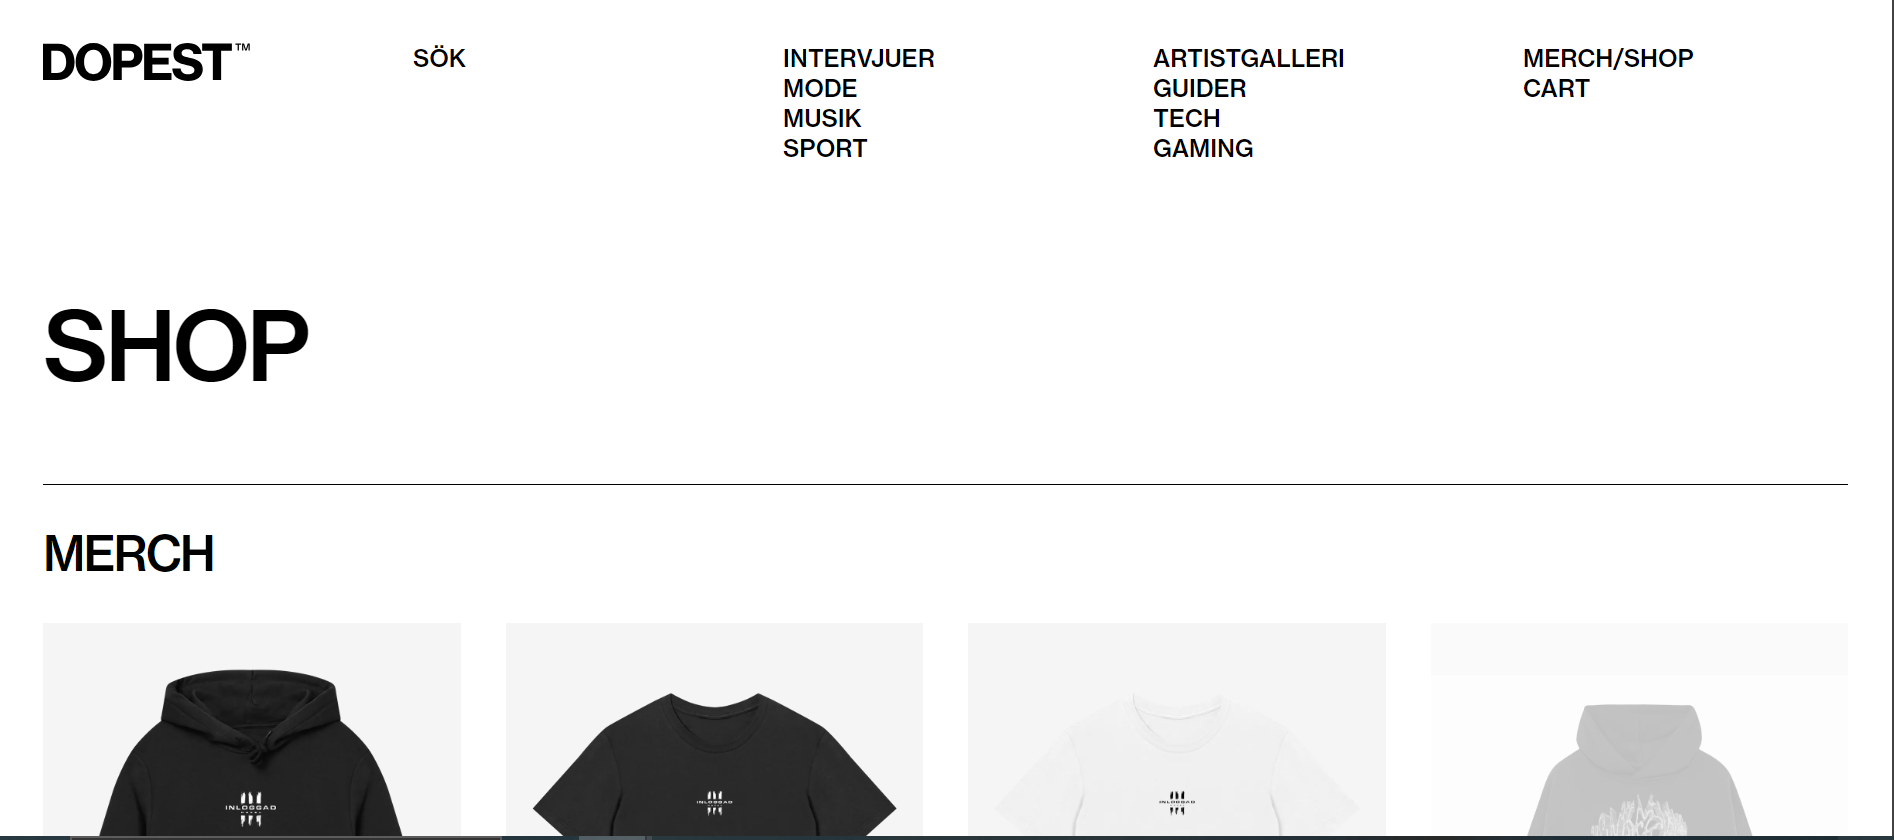 DOPEST™
SÖK
INTERVJUER
MODE
MUSIK
SPORT
ARTISTGALLERI
GUIDER
TECH
GAMING
MERCH/SHOP
CART
SHOP
MERCH
INLOGGAD
INLOGGAD
INLOGGAD